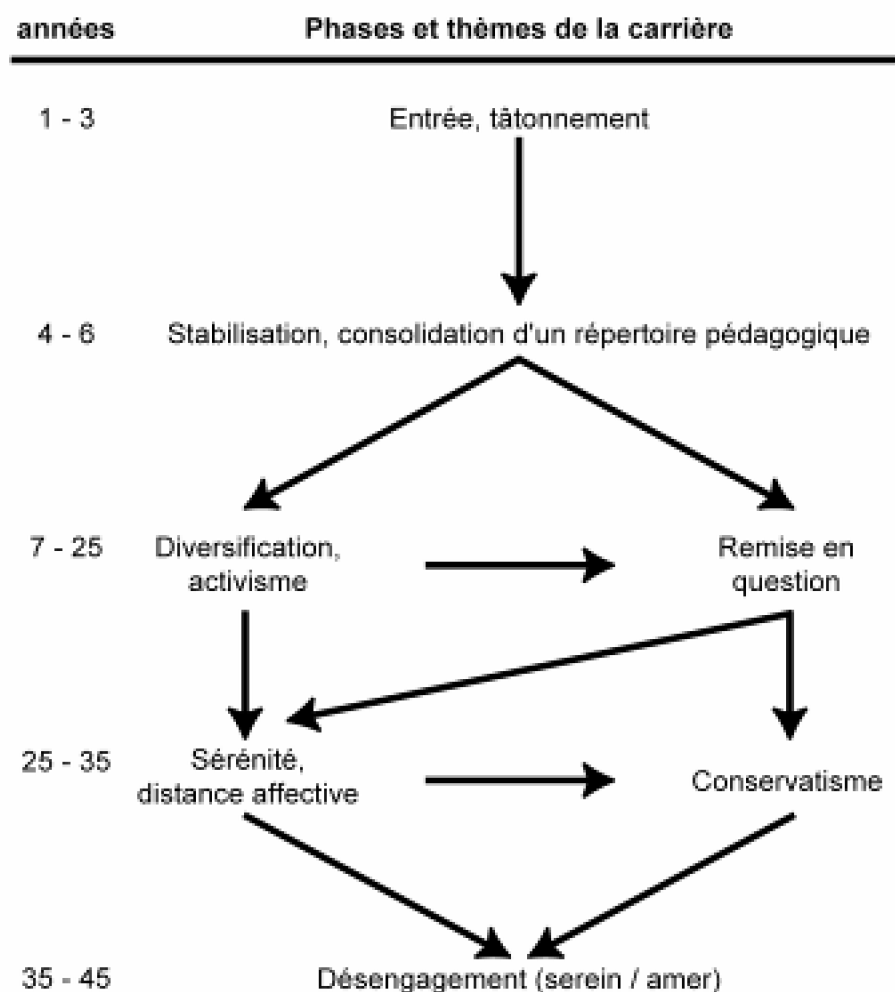 années Phases et thèmes de la carrière
1 - 3 Entrée, tâtonnement
4 - 6 Stabilisation, consolidation d'un répertoire pédagogique
7 - 25 Diversification, Remise en
activisme question
25 - 35 Sérénité, Conservatisme
distance affective
35 - 45 Désengagement (serein / amer)